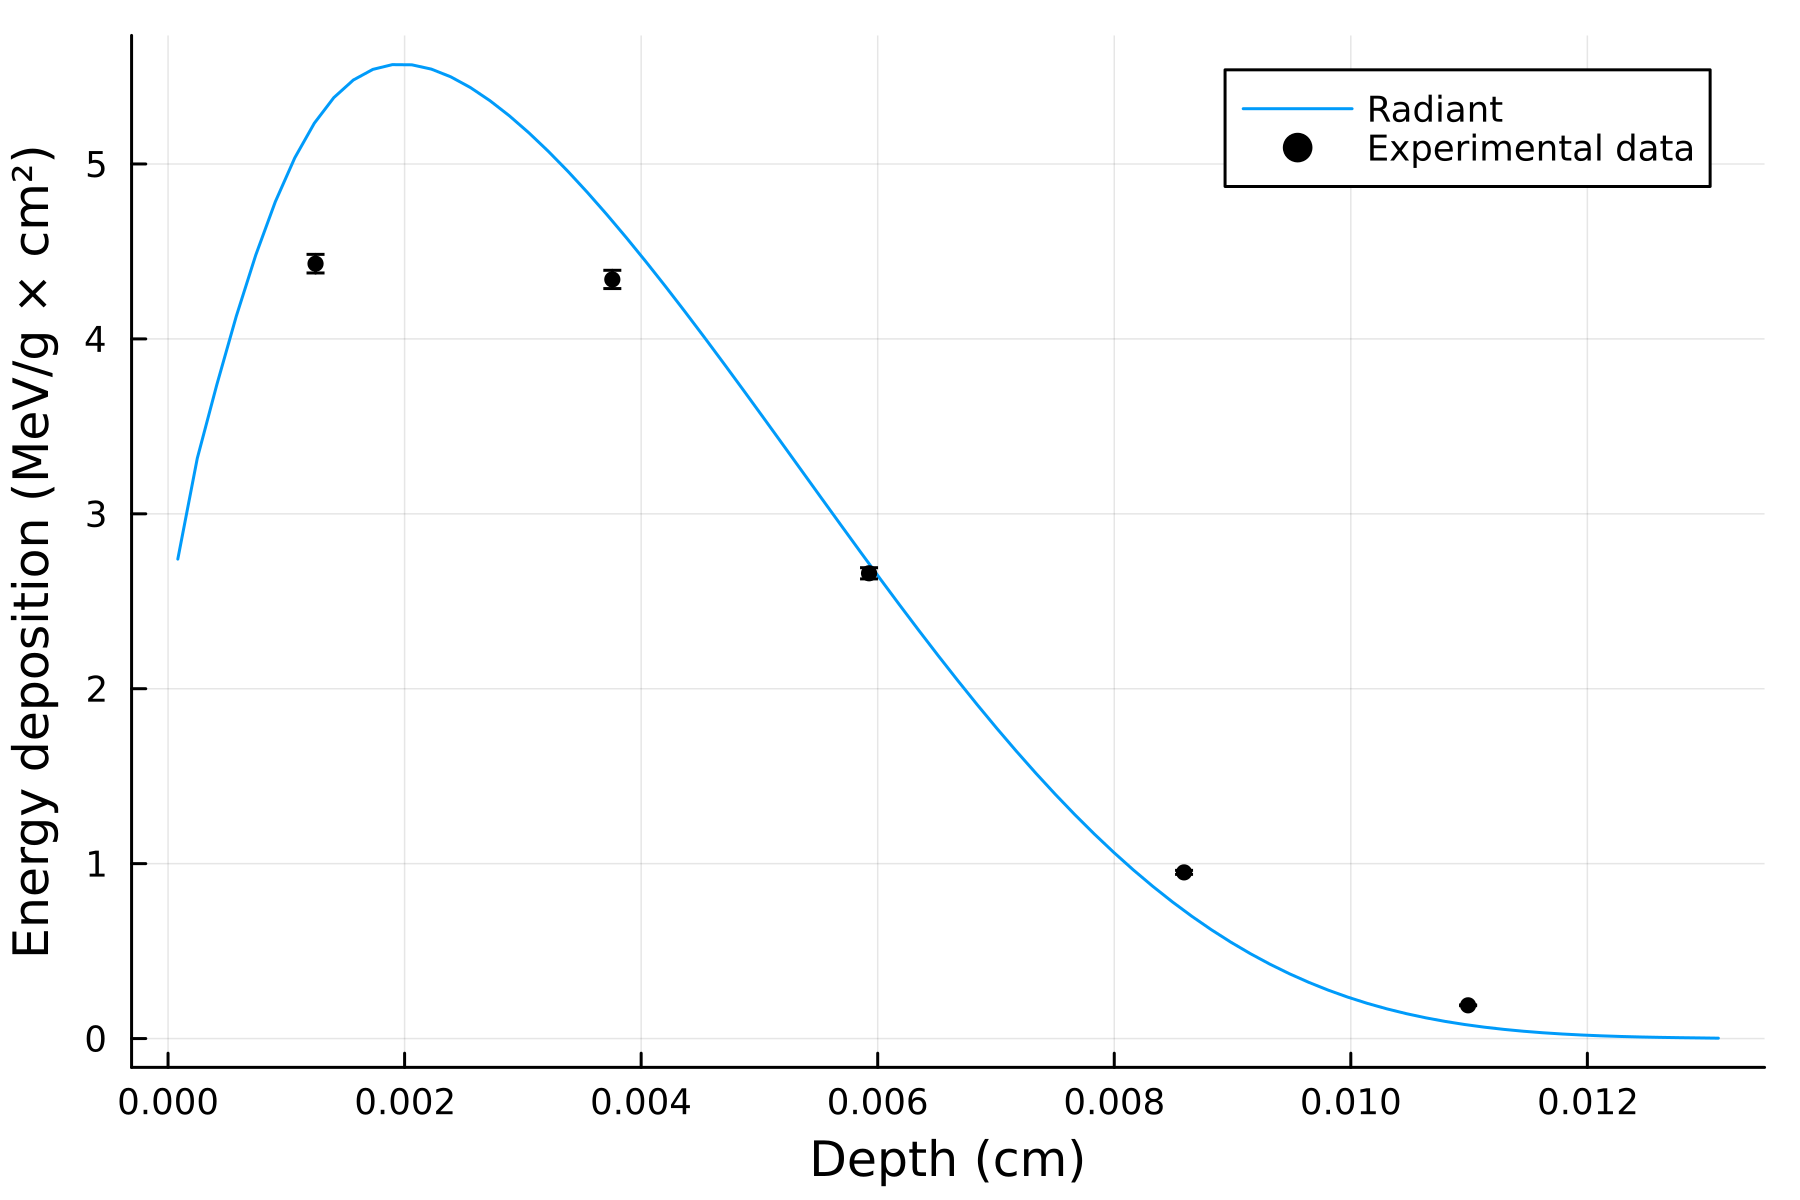 Radiant
Experimental data
Energy deposition (MeV/g × cm²)
5
4
3
2
1
0
0.000 0.002 0.004 0.006 0.008 0.010 0.012
Depth (cm)